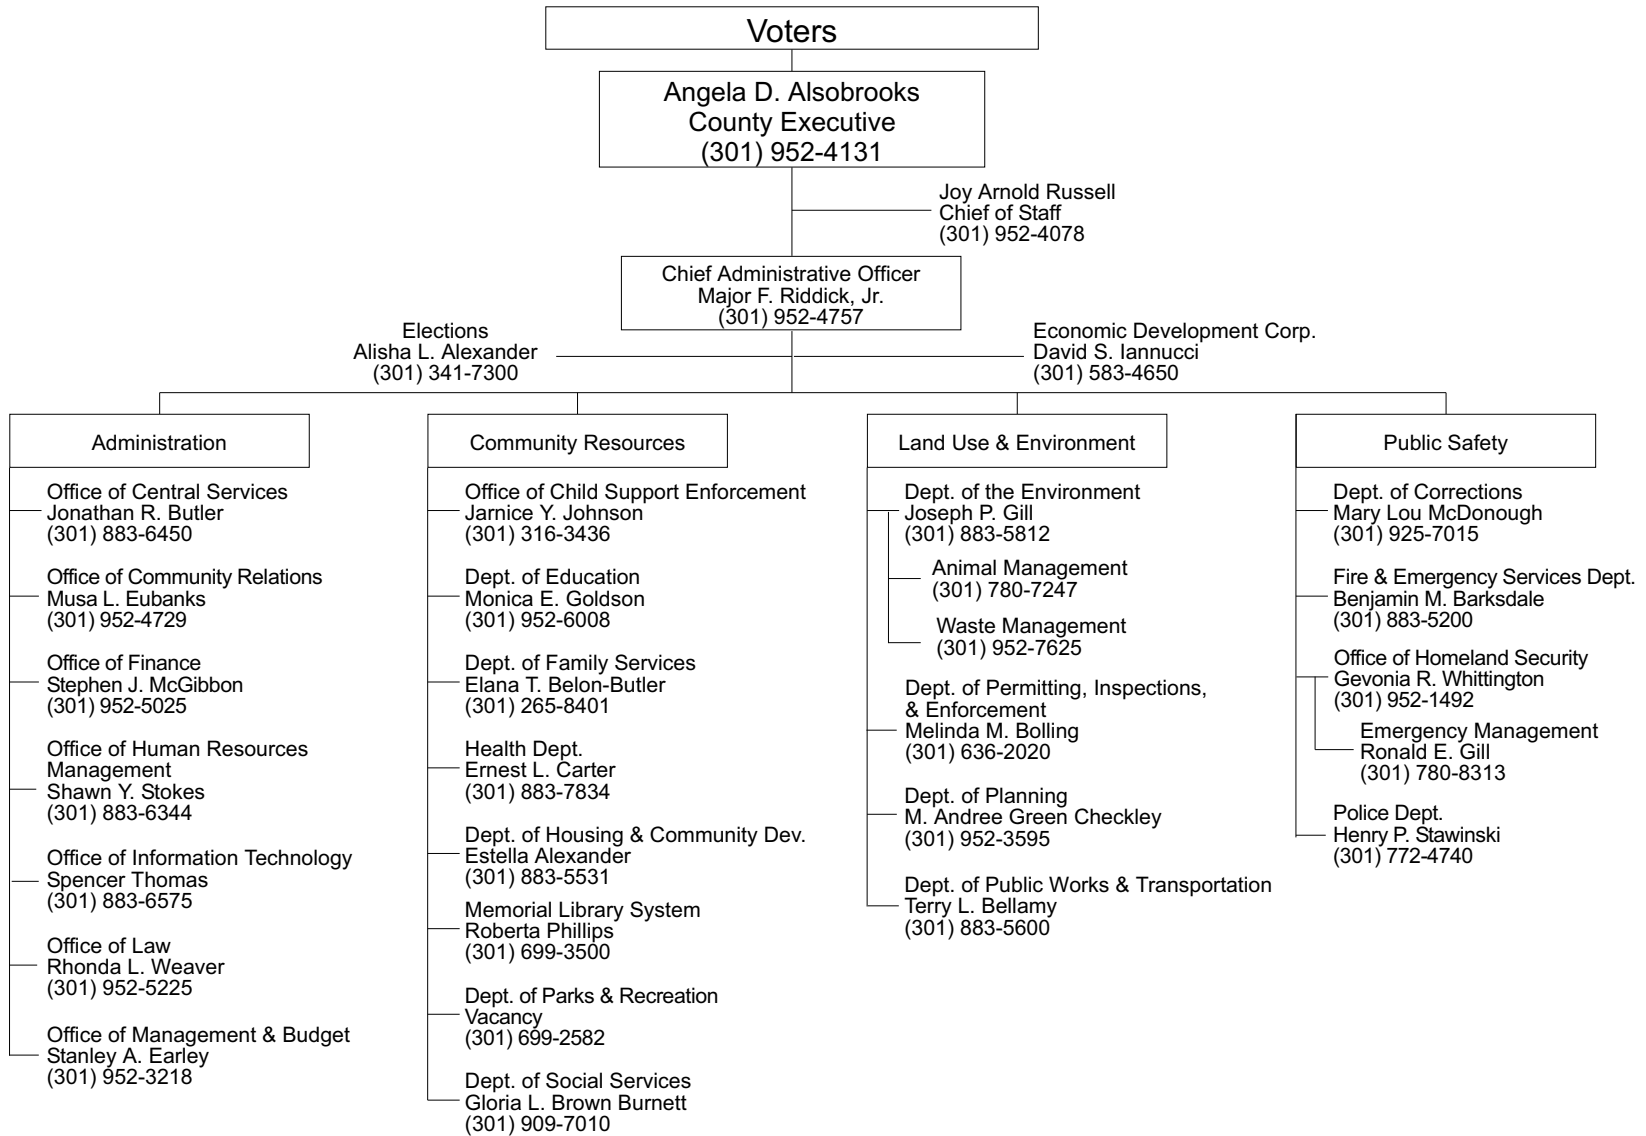 Voters
Angela D. Alsobrooks
County Executive
(301) 952-4131
Joy Arnold Russell
Chief of Staff
(301) 952-4078
Chief Administrative Officer
Major F. Riddick, Jr.
(301) 952-4757
Elections
Alisha L. Alexander
(301) 341-7300
Economic Development Corp.
David S. Iannucci
(301) 583-4650
Administration
Office of Central Services
Jonathan R. Butler
(301) 883-6450
Office of Community Relations
Musa L. Eubanks
(301) 952-4729
Office of Finance
Stephen J. McGibbon
(301) 952-5025
Office of Human Resources
Management
Shawn Y. Stokes
(301) 883-6344
Office of Information Technology
Spencer Thomas
(301) 883-6575
Office of Law
Rhonda L. Weaver
(301) 952-5225
Office of Management & Budget
Stanley A. Earley
(301) 952-3218
Community Resources
Office of Child Support Enforcement
Jarnice Y. Johnson
(301) 316-3436
Dept. of Education
Monica E. Goldson
(301) 952-6008
Dept. of Family Services
Elana T. Belon-Butler
(301) 265-8401
Health Dept.
Ernest L. Carter
(301) 883-7834
Dept. of Housing & Community Dev.
Estella Alexander
(301) 883-5531
Memorial Library System
Roberta Phillips
(301) 699-3500
Dept. of Parks & Recreation
Vacancy
(301) 699-2582
Dept. of Social Services
Gloria L. Brown Burnett
(301) 909-7010
Land Use & Environment
Dept. of the Environment
Joseph P. Gill
(301) 883-5812
Animal Management
(301) 780-7247
Waste Management
(301) 952-7625
Dept. of Permitting, Inspections,
& Enforcement
Melinda M. Bolling
(301) 636-2020
Dept. of Planning
M. Andree Green Checkley
(301) 952-3595
Dept. of Public Works & Transportation
Terry L. Bellamy
(301) 883-5600
Public Safety
Dept. of Corrections
Mary Lou McDonough
(301) 925-7015
Fire & Emergency Services Dept.
Benjamin M. Barksdale
(301) 883-5200
Office of Homeland Security
Gevonia R. Whittington
(301) 952-1492
Emergency Management
Ronald E. Gill
(301) 780-8313
Police Dept.
Henry P. Stawinski
(301) 772-4740